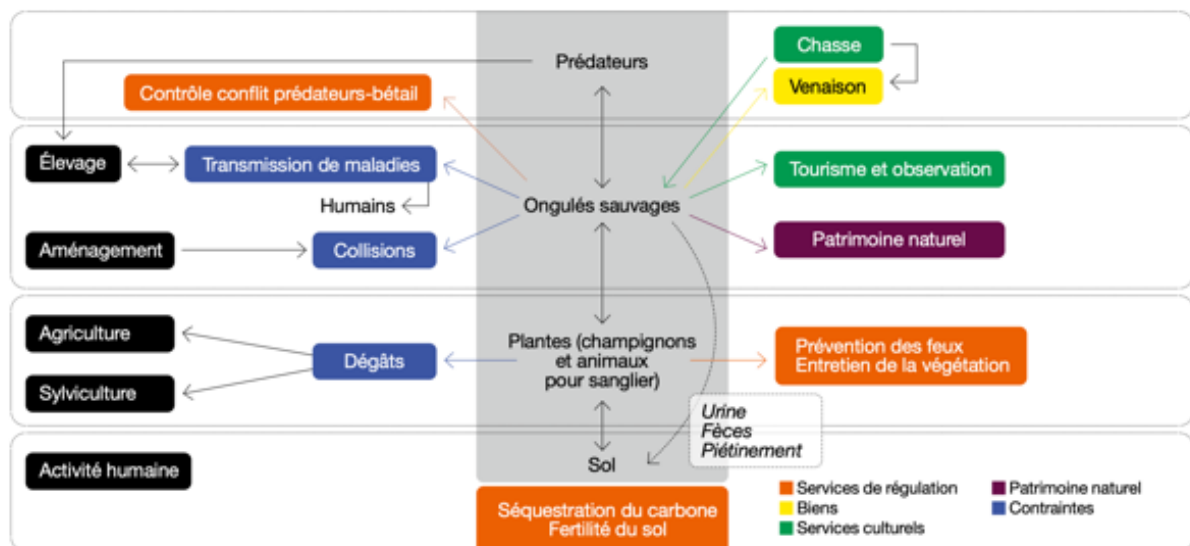 Prédateurs
Chasse
Venaison
Contrôle conflit prédateurs-bétail
Élevage
Transmission de maladies
Humains
Ongulés sauvages
Tourisme et observation
Aménagement
Collisions
Patrimoine naturel
Agriculture
Sylviculture
Dégâts
Plantes (champignons
et animaux
pour sanglier)
Prévention des feux
Entretien de la végétation
Urine
Fèces
Piétinement
Activité humaine
Sol
Séquestration du carbone
Fertilité du sol
Services de régulation
Biens
Services culturels
Patrimoine naturel
Contraintes